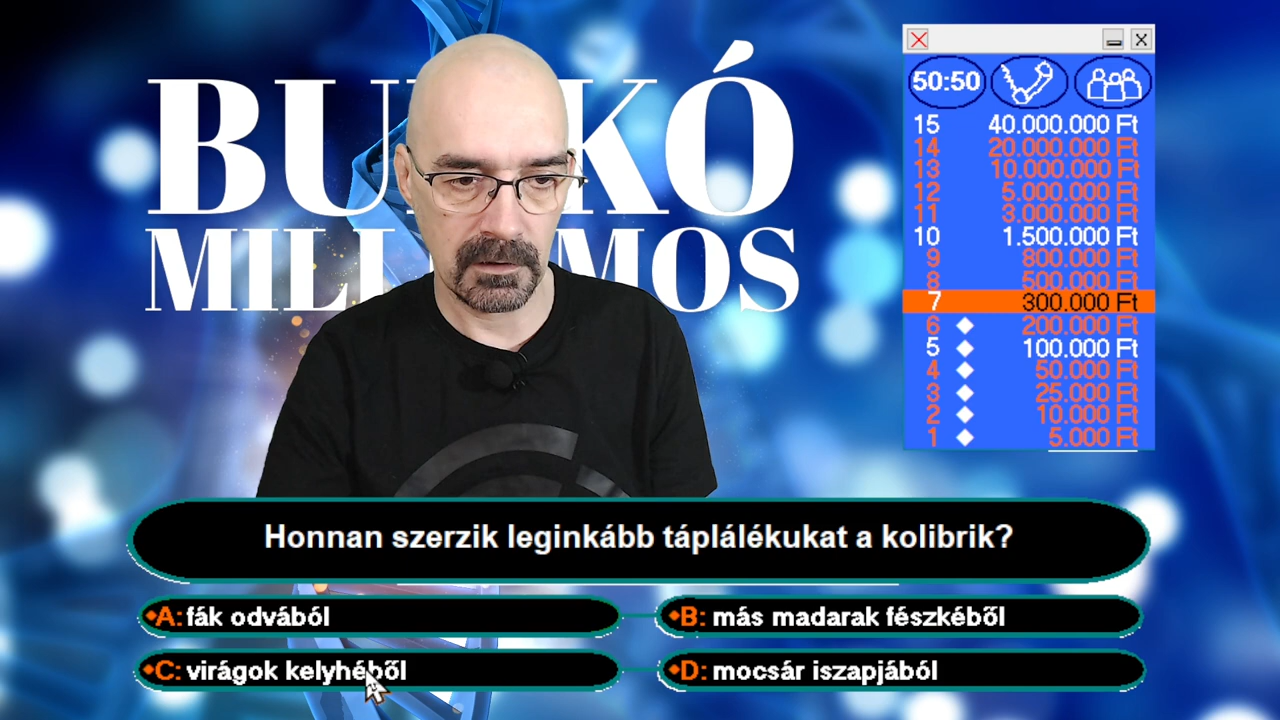 BU KÓ
MILL MOS
50:50
15 40.000.000 Ft
14 20.000.000 Ft
13 10.000.000 Ft
12 5.000.000 Ft
11 3.000.000 Ft
10 1.500.000 Ft
9 800.000 Ft
8 500.000 Ft
7 300.000 Ft
6 200.000 Ft
5 100.000 Ft
4 50.000 Ft
3 25.000 Ft
2 10.000 Ft
1 5.000 Ft
Honnan szerzik leginkább táplálékukat a kolibrik?
A: fák odvából
B: más madarak fészkéből
C: virágok kelyhéből
D: mocsár iszapjából